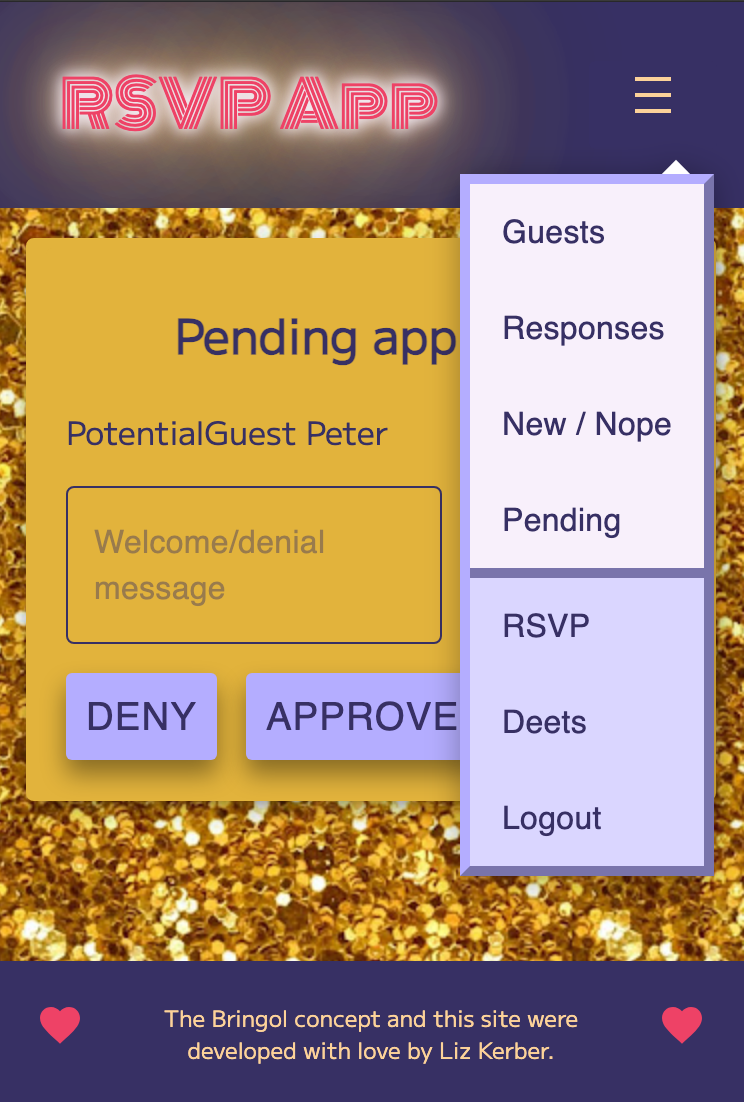 RSVP App
Guests
Responses
New / Nope
Pending
RSVP
Deets
Logout
Pending app
PotentialGuest Peter
Welcome/denial
message
DENY
APPROVE
The Bringol concept and this site were
developed with love by Liz Kerber.